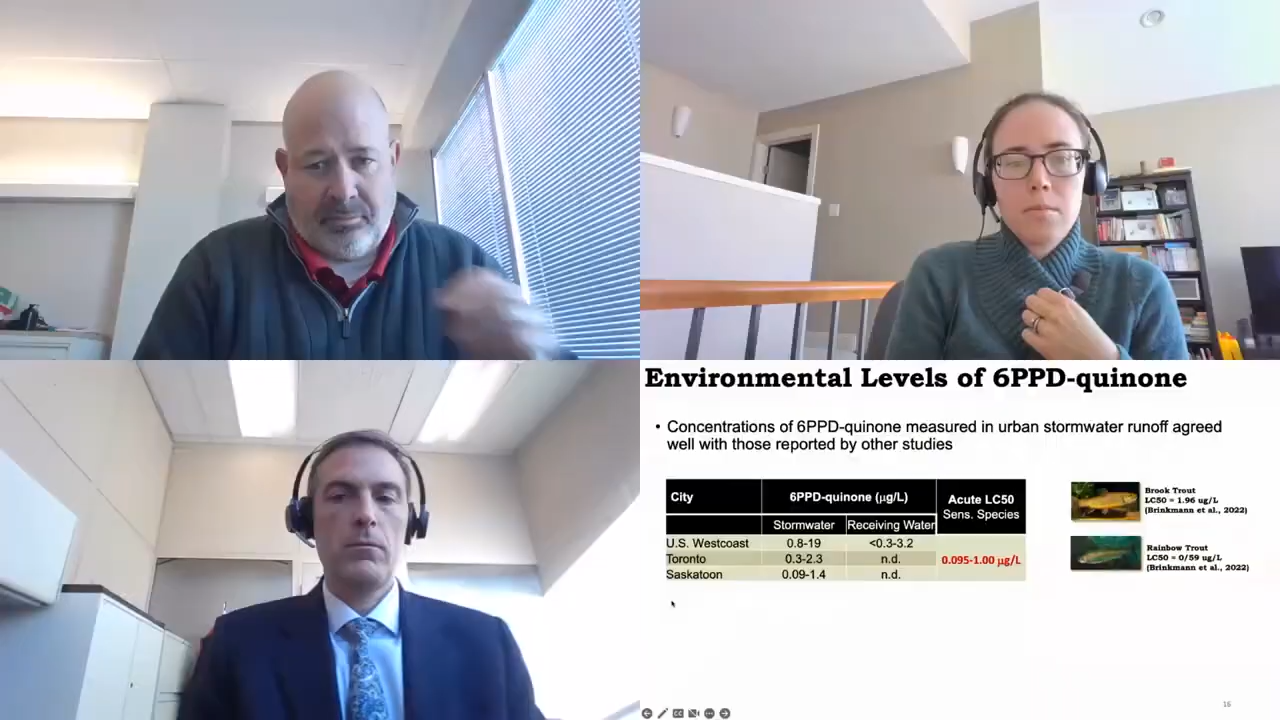 Environmental Levels of 6PPD-quinone
• Concentrations of 6PPD-quinone measured in urban stormwater runoff agreed
well with those reported by other studies
City 6PPD-quinone (µg/L) Acute LC50
Sens. Species
Stormwater Receiving Water
U.S. Westcoast 0.8-19 <0.3-3.2
Toronto 0.3-2.3 n.d. 0.095-1.00 µg/L
Saskatoon 0.09-1.4 n.d.
Brook Trout
LC50 = 1.96 ug/L
(Brinkmann et al., 2022)
Rainbow Trout
LC50 = 0/59 ug/L
(Brinkmann et al., 2022)
16